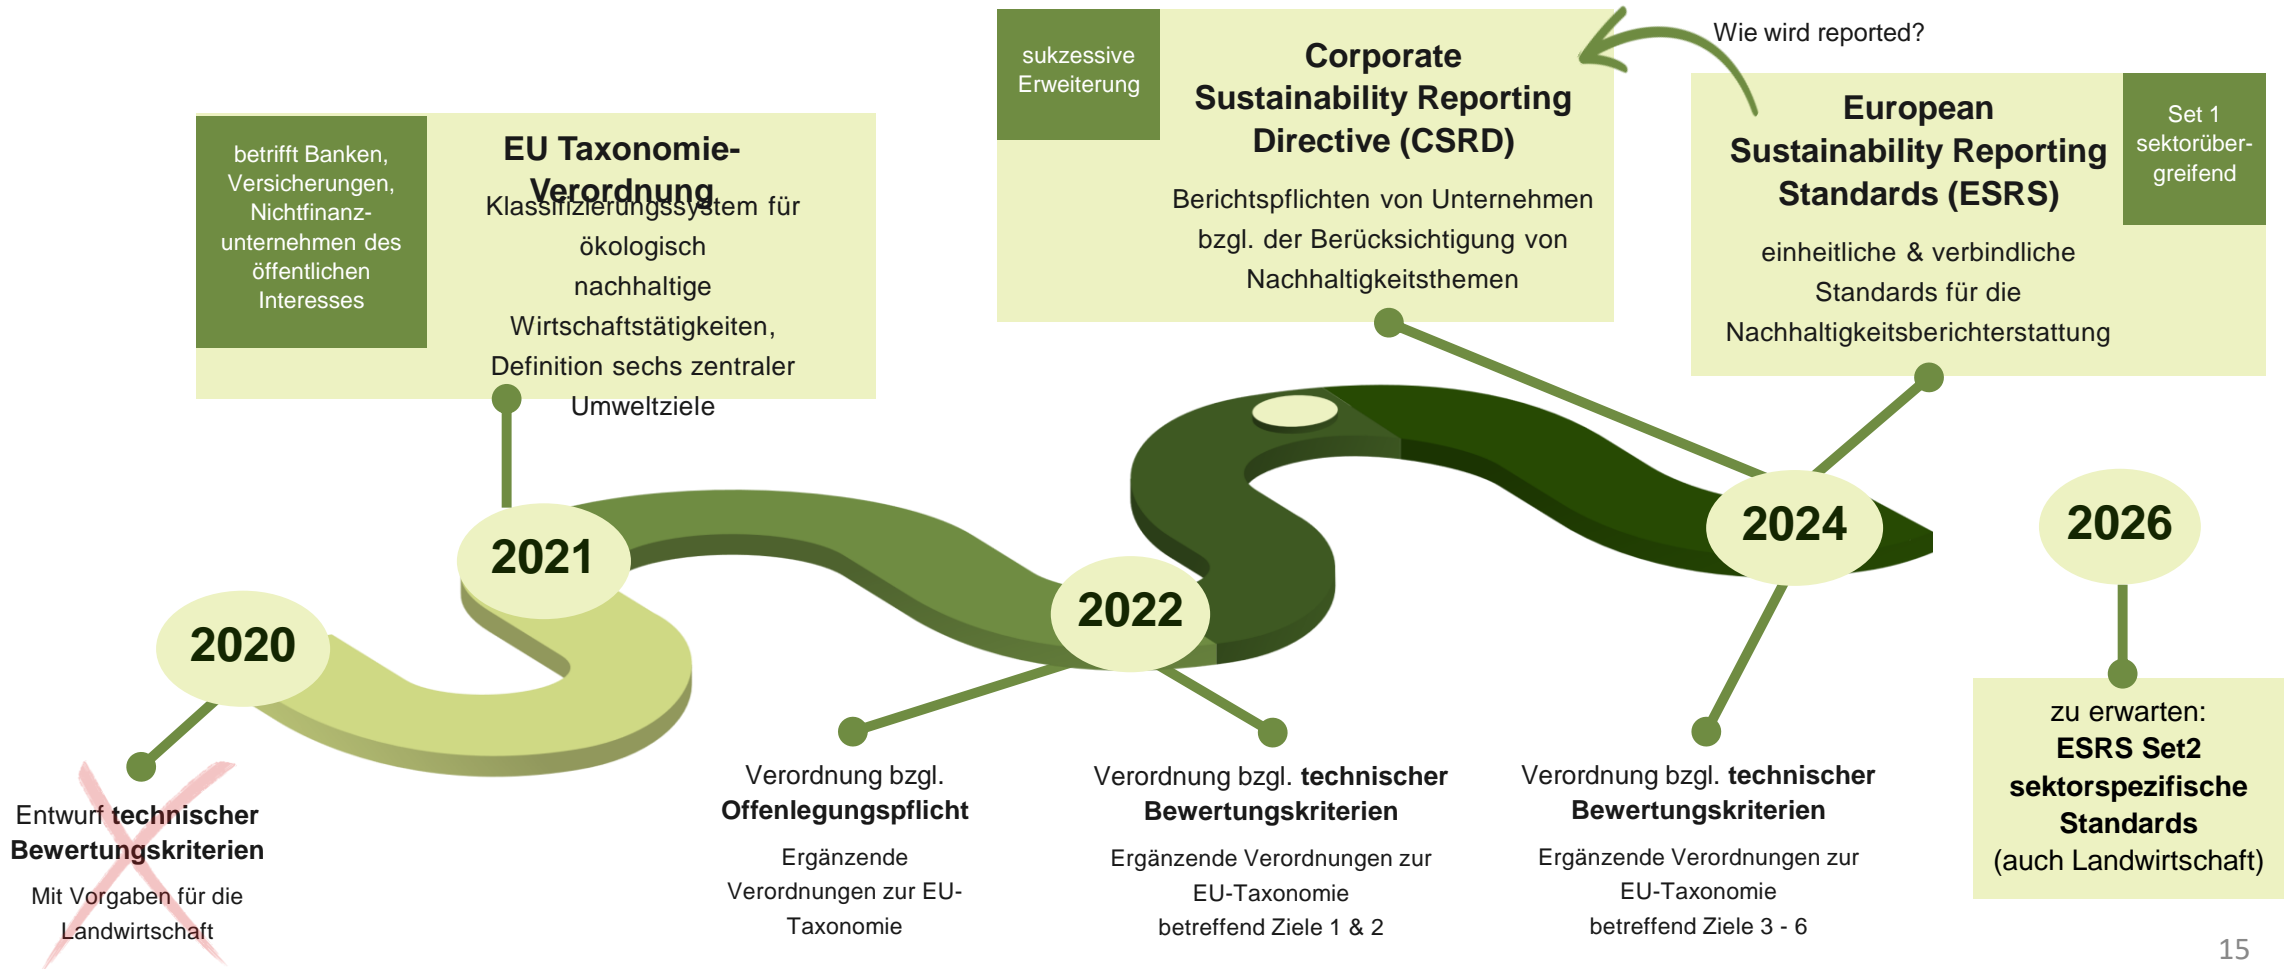 betrifft Banken,
Versicherungen,
Nichtfinanz-
unternehmen des
öffentlichen
Interesses
EU Taxonomie-
Verordnung
Klassifizierungssystem für
ökologisch
nachhaltige
Wirtschaftstätigkeiten,
Definition sechs zentraler
Umweltziele
sukzessive
Erweiterung
Corporate
Sustainability Reporting
Directive (CSRD)
Berichtspflichten von Unternehmen
bzgl. der Berücksichtigung von
Nachhaltigkeitsthemen
Wie wird reported?
European
Sustainability Reporting
Standards (ESRS)
einheitliche & verbindliche
Standards für die
Nachhaltigkeitsberichterstattung
Set 1
sektorüber-
greifend
2020
2021
2022
2024
2026
Entwurf technischer
Bewertungskriterien
Mit Vorgaben für die
Landwirtschaft
Verordnung bzgl.
Offenlegungspflicht
Ergänzende
Verordnungen zur EU-
Taxonomie
Verordnung bzgl. technischer
Bewertungskriterien
Ergänzende Verordnungen zur
EU-Taxonomie
betreffend Ziele 1 & 2
Verordnung bzgl. technischer
Bewertungskriterien
Ergänzende Verordnungen zur
EU-Taxonomie
betreffend Ziele 3 - 6
zu erwarten:
ESRS Set2
sektorspezifische
Standards
(auch Landwirtschaft)
15